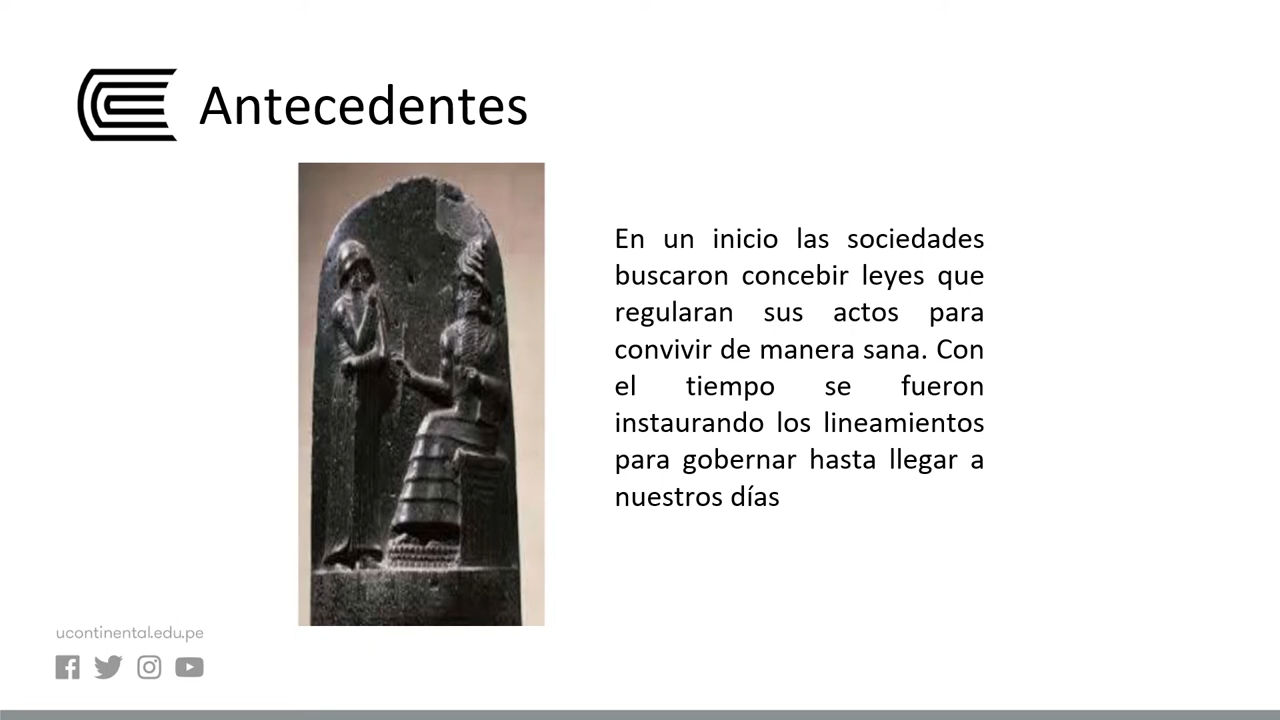 Antecedentes
En un inicio las sociedades
buscaron concebir leyes que
regularan sus actos para
convivir de manera sana. Con
el tiempo se fueron
instaurando los lineamientos
para gobernar hasta llegar a
nuestros días
ucontinental.edu.pe